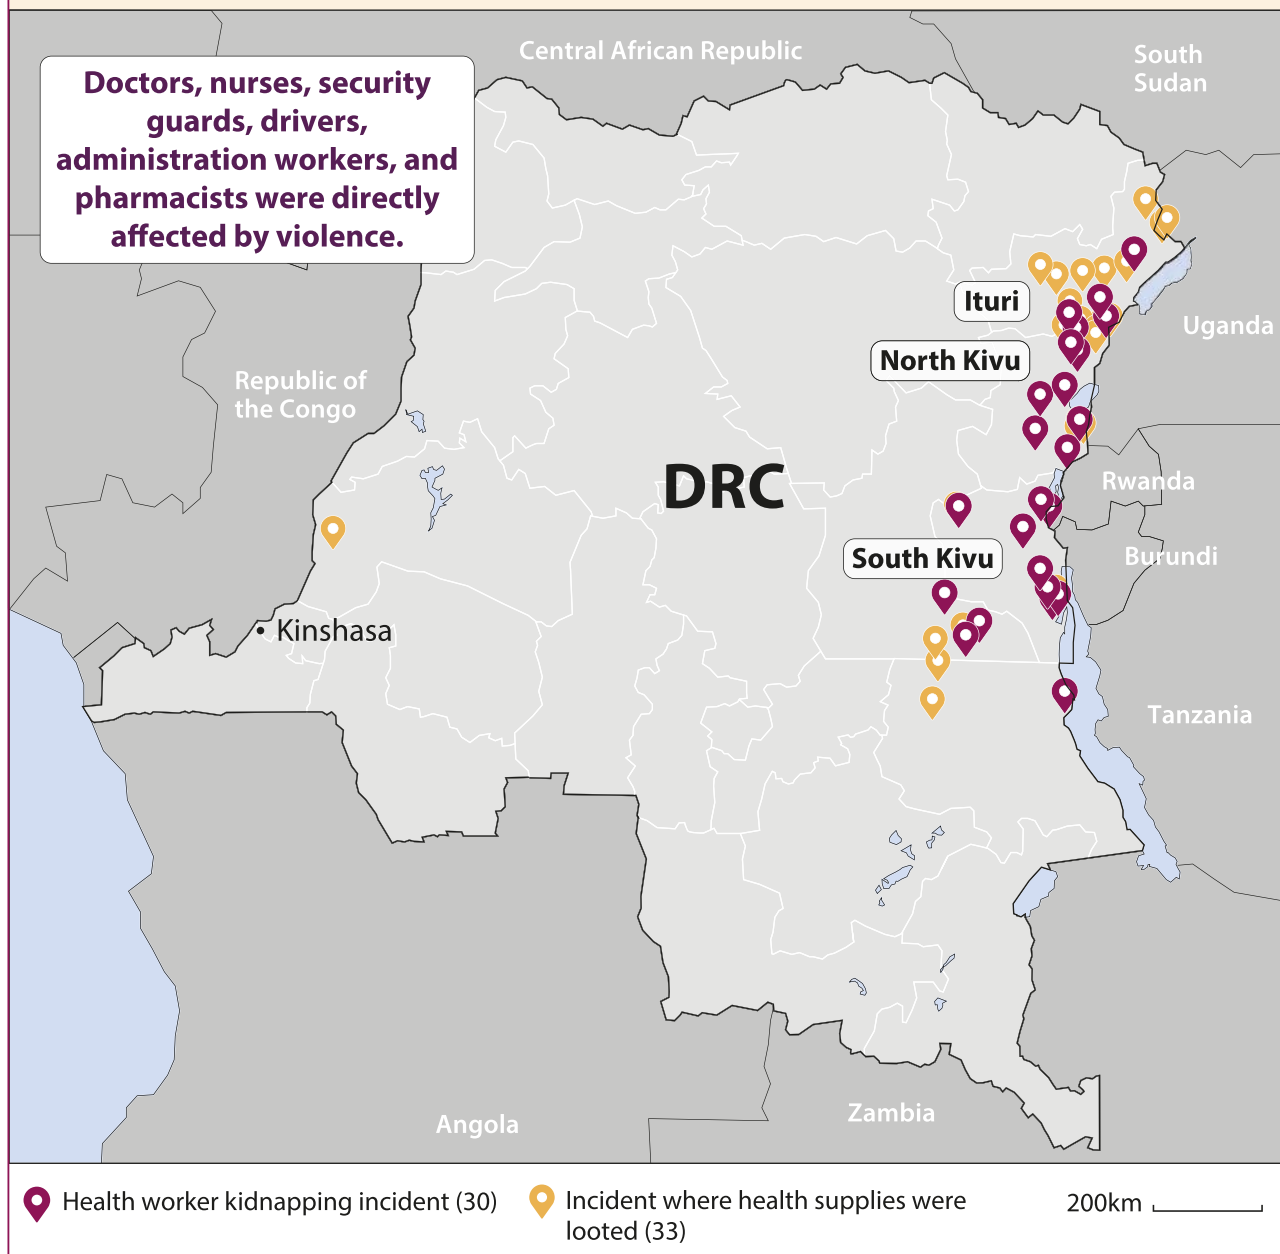 Central African Republic
South
Sudan
Doctors, nurses, security
guards, drivers,
administration workers, and
pharmacists were directly
affected by violence.
Ituri
Uganda
North Kivu
Republic of
the Congo
DRC
Rwanda
South Kivu
Burundi
• Kinshasa
Tanzania
Angola
Zambia
Health worker kidnapping incident (30)
Incident where health supplies were
looted (33)
200km